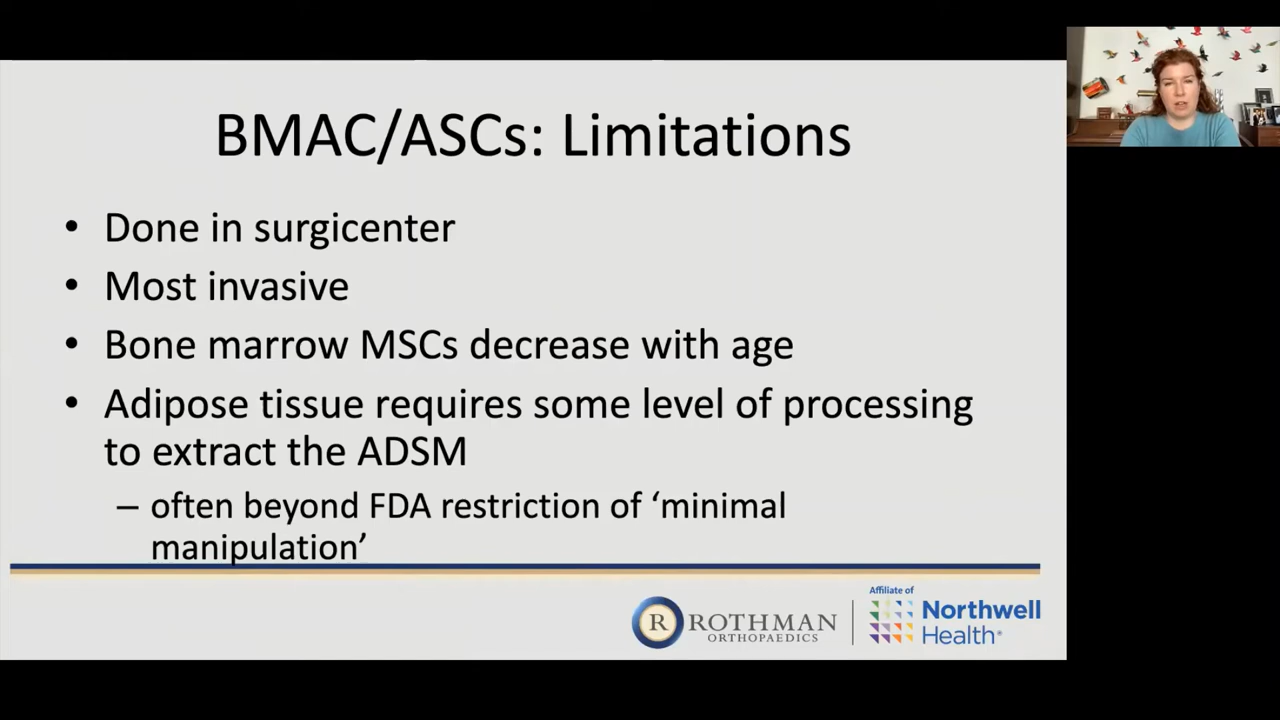 BMAC/ASCs: Limitations
• Done in surgicenter
• Most invasive
• Bone marrow MSCs decrease with age
• Adipose tissue requires some level of processing
to extract the ADSM
– often beyond FDA restriction of ‘minimal
manipulation’
R ROTHMAN
ORTHOPAEDICS
Affiliate of
Northwell
Health®